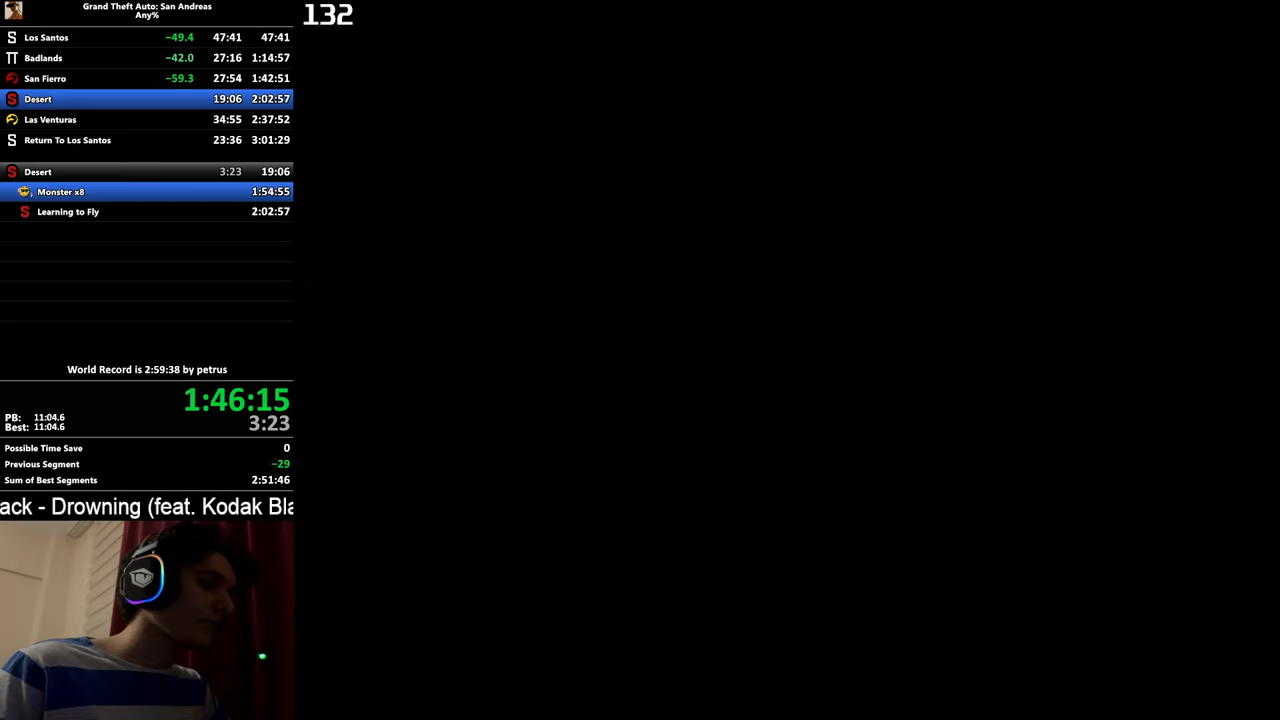 Grand Theft Auto: San Andreas
Any%
132
Los Santos −49.4 47:41 47:41
Badlands −42.0 27:16 1:14:57
San Fierro −59.3 27:54 1:42:51
Desert 19:06 2:02:57
Las Venturas 34:55 2:37:52
Return To Los Santos 23:36 3:01:29
Desert 3:23 19:06
Monster x8 1:54:55
Learning to Fly 2:02:57
World Record is 2:59:38 by petrus
1:46:15
PB: 11:04.6
3:23
Best: 11:04.6
Possible Time Save 0
Previous Segment −29
Sum of Best Segments 2:51:46
ack - Drowning (feat. Kodak Bla